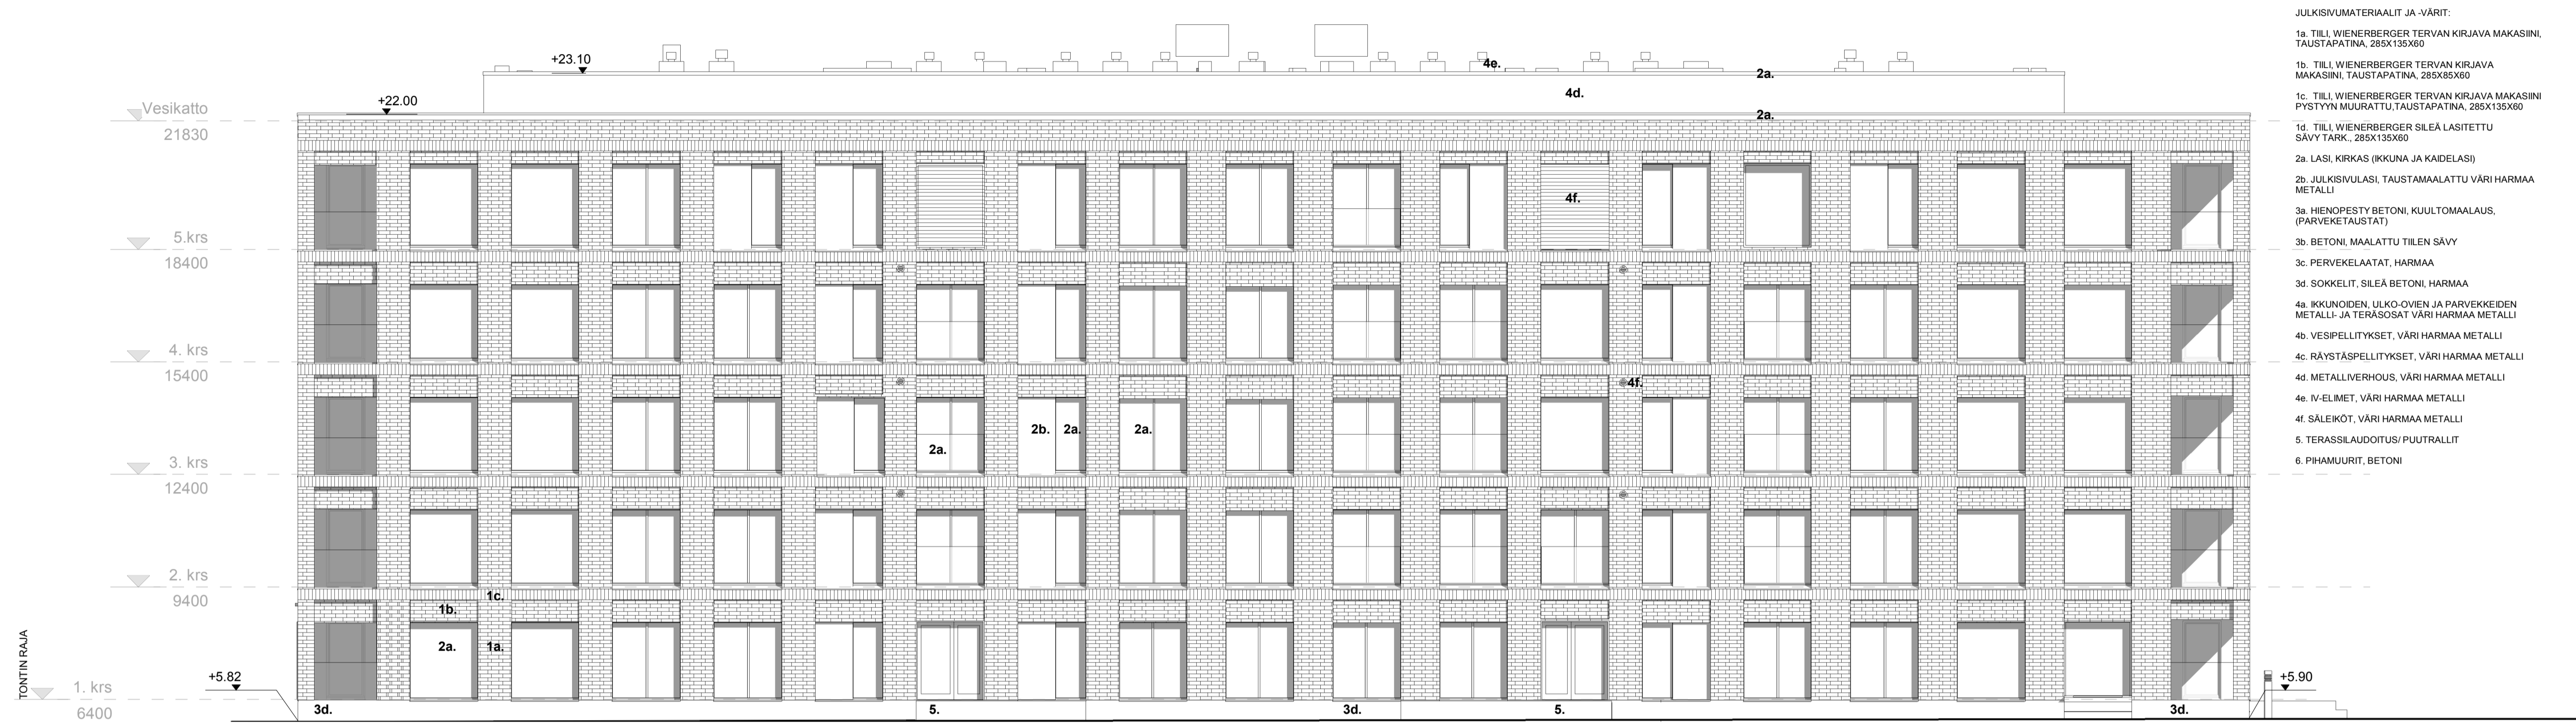 JULKISIVUMATERIAALIT JA -VÄRIT:
1a. TIILI, WIENERBERGER TERVAN KIRJAVA MAKASIINI,
TAUSTAPATINA, 285X135X60
1b. TIILI, WIENERBERGER TERVAN KIRJAVA
MAKASIINI, TAUSTAPATINA, 285X85X60
1c. TIILI, WIENERBERGER TERVAN KIRJAVA MAKASIINI
PYSTYYN MUURATTU,TAUSTAPATINA, 285X135X60
1d. TIILI, WIENERBERGER SILEÄ LASITETTU
SÄVY TARK., 285X135X60
2a. LASI, KIRKAS (IKKUNA JA KAIDELASI)
2b. JULKISIVULASI, TAUSTAMAALATTU VÄRI HARMAA
METALLI
3a. HIENOPESTY BETONI, KUULTOMAALAUS,
(PARVEKETAUSTAT)
3b. BETONI, MAALATTU TIILEN SÄVY
3c. PERVEKELAATAT, HARMAA
3d. SOKKELIT, SILEÄ BETONI, HARMAA
4a. IKKUNOIDEN, ULKO-OVIEN JA PARVEKKEIDEN
METALLI- JA TERÄSOSAT VÄRI HARMAA METALLI
4b. VESIPELLITYKSET, VÄRI HARMAA METALLI
4c. RÄYSTÄSPELLITYKSET, VÄRI HARMAA METALLI
4d. METALLIVERHOUS, VÄRI HARMAA METALLI
4e. IV-ELIMET, VÄRI HARMAA METALLI
4f. SÄLEIKÖT, VÄRI HARMAA METALLI
5. TERASSILAUDOITUS/ PUUTRALLIT
6. PIHAMUURIT, BETONI
+23.10
4e.
2a.
4d.
+22.00
2a.
Vesikatto
21830
4f.
5.krs
18400
4. krs
15400
4f.
2b.
2a.
2a.
2a.
3. krs
12400
2. krs
9400
1c.
1b.
2a.
1a.
TONTIN RAJA
+5.82
+5.90
1. krs
6400
3d.
5.
3d.
5.
3d.